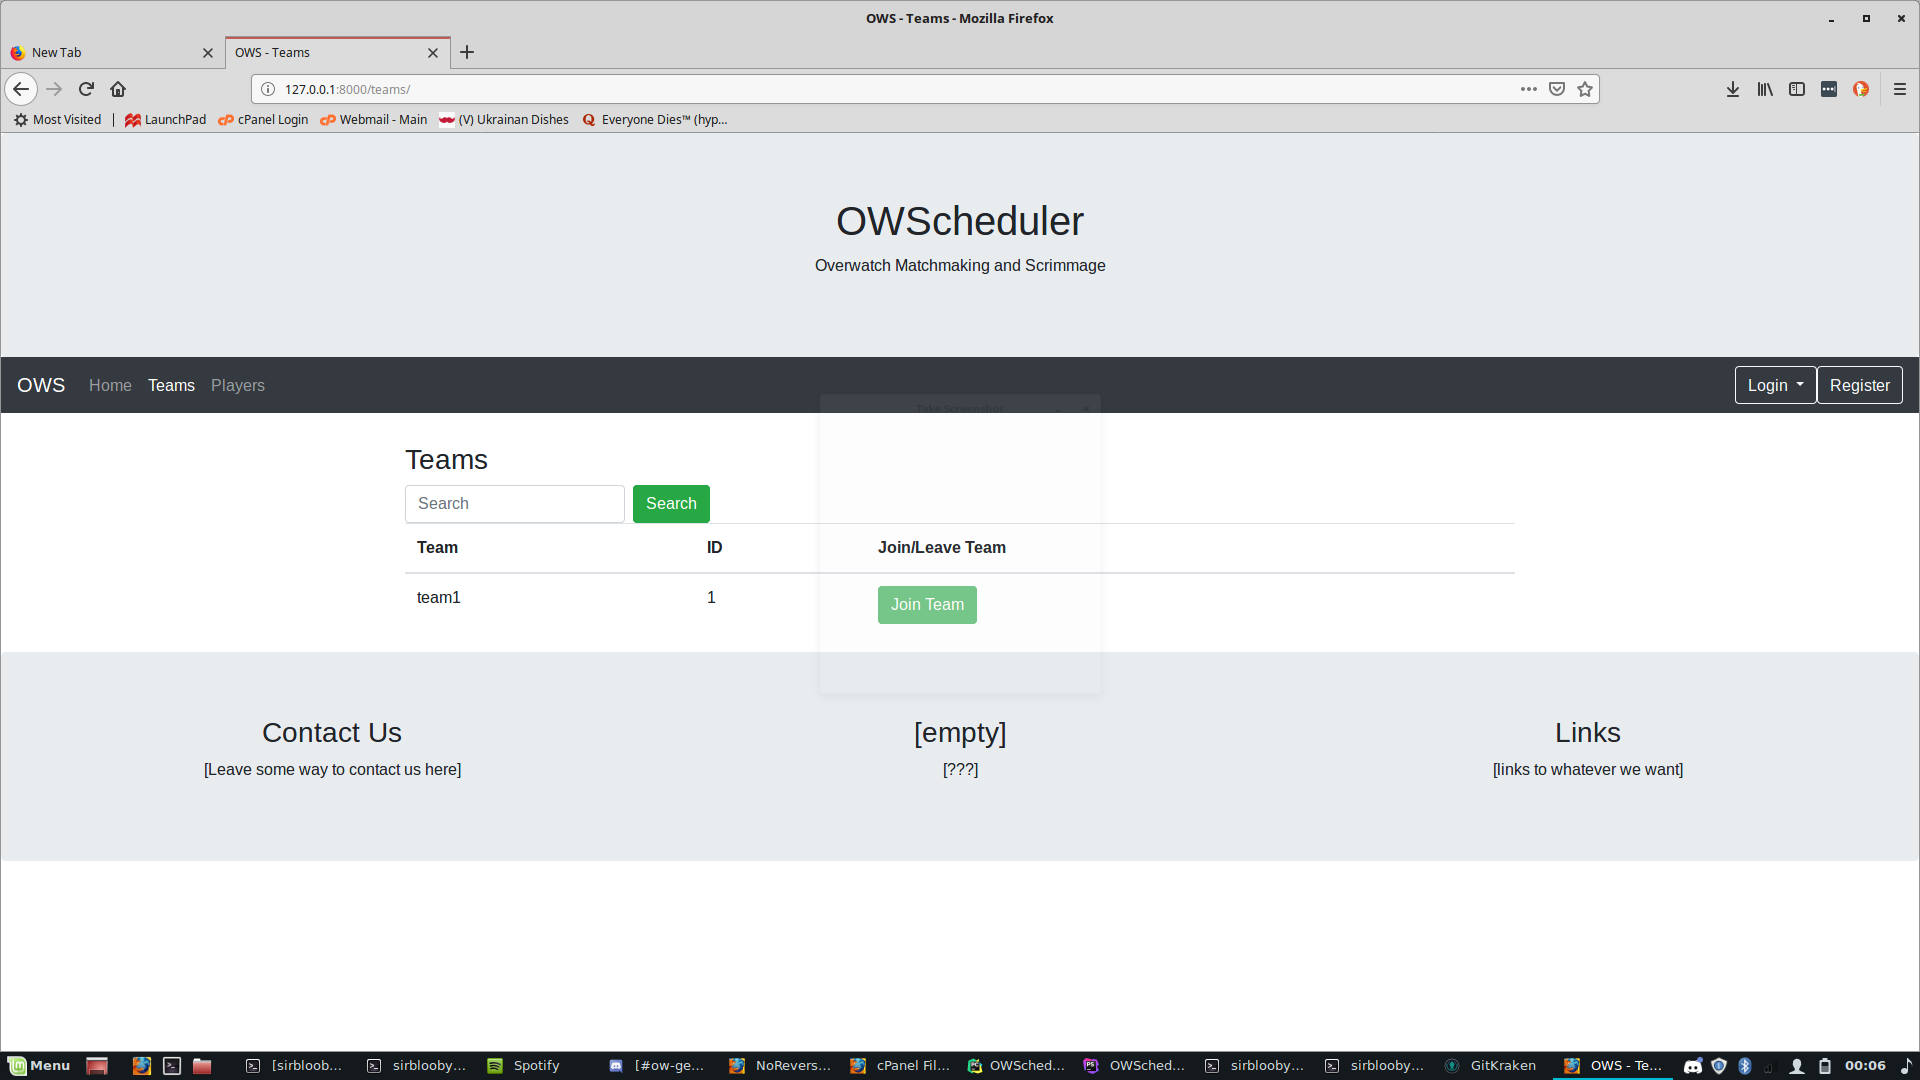 OWS - Teams - Mozilla Firefox
New Tab
OWS - Teams
127.0.0.1:8000/teams/
Most Visited
LaunchPad
cPanel Login
Webmail - Main
(V) Ukrainan Dishes
Everyone Dies™ (hyp...
OWScheduler
Overwatch Matchmaking and Scrimmage
OWS Home Teams Players
Login Register
Take Screenshot
Teams
Search Search
Team ID Join/Leave Team
team1 1 Join Team
Contact Us
[Leave some way to contact us here]
[empty]
[???]
Links
[links to whatever we want]
Menu [sirbloob... sirblooby... Spotify [#ow-ge... NoRevers... cPanel Fil... OWSched... OWSched... sirblooby... sirblooby... GitKraken OWS - Te... 00:06